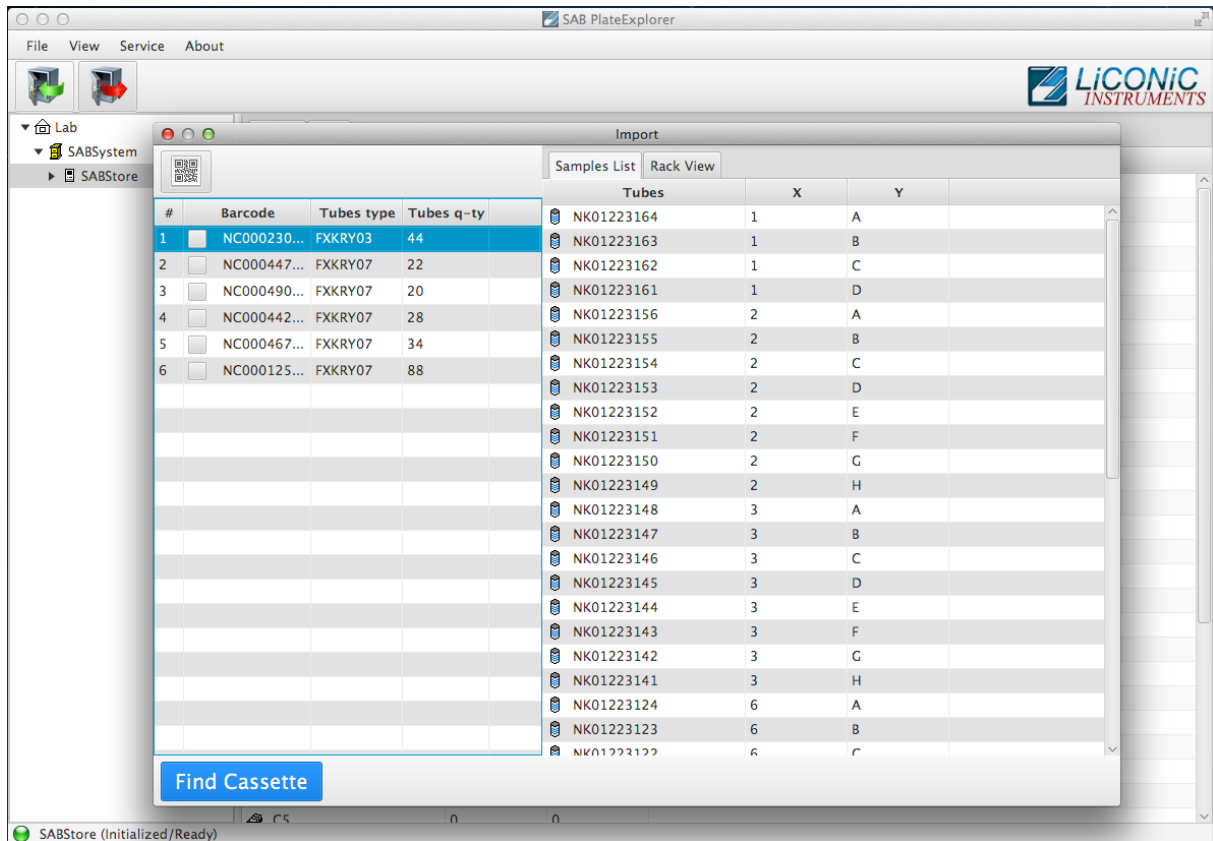 SAB PlateExplorer
File View Service About
LiCONiC
INSTRUMENTS
Lab
SABSystem
SABStore
Import
Samples List Rack View
# Barcode Tubes type Tubes q-ty
1 NC000230... FXKRY03 44
2 NC000447... FXKRY07 22
3 NC000490... FXKRY07 20
4 NC000442... FXKRY07 28
5 NC000467... FXKRY07 34
6 NC000125... FXKRY07 88
Tubes X Y
NK01223164 1 A
NK01223163 1 B
NK01223162 1 C
NK01223161 1 D
NK01223156 2 A
NK01223155 2 B
NK01223154 2 C
NK01223153 2 D
NK01223152 2 E
NK01223151 2 F
NK01223150 2 G
NK01223149 2 H
NK01223148 3 A
NK01223147 3 B
NK01223146 3 C
NK01223145 3 D
NK01223144 3 E
NK01223143 3 F
NK01223142 3 G
NK01223141 3 H
NK01223124 6 A
NK01223123 6 B
NK01223122 6 C
Find Cassette
C5 0 0
SABStore (Initialized/Ready)